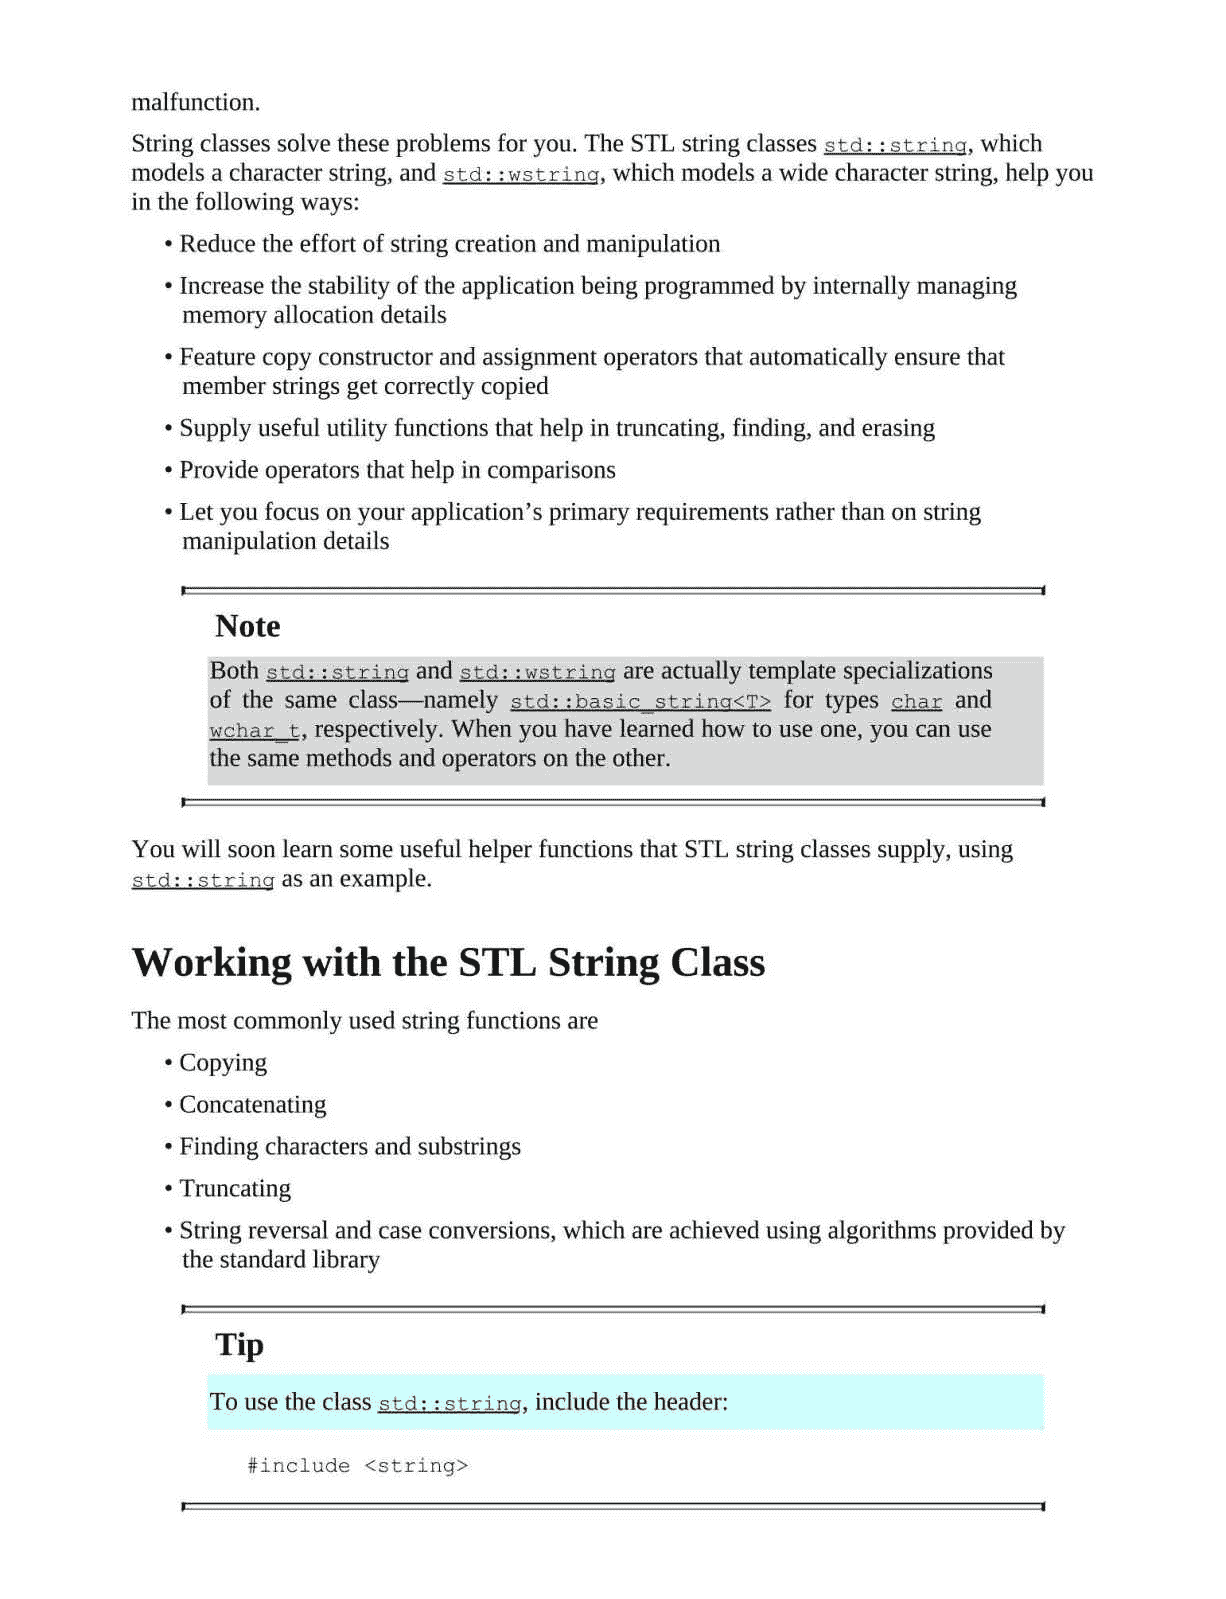 malfunction.
String classes solve these problems for you. The STL string classes std::string, which
models a character string, and std::wstring, which models a wide character string, help you
in the following ways:
• Reduce the effort of string creation and manipulation
• Increase the stability of the application being programmed by internally managing
memory allocation details
• Feature copy constructor and assignment operators that automatically ensure that
member strings get correctly copied
• Supply useful utility functions that help in truncating, finding, and erasing
• Provide operators that help in comparisons
• Let you focus on your application’s primary requirements rather than on string
manipulation details
Note
Both std::string and std::wstring are actually template specializations
of the same class—namely std::basic_string<T> for types char and
wchar_t, respectively. When you have learned how to use one, you can use
the same methods and operators on the other.
You will soon learn some useful helper functions that STL string classes supply, using
std::string as an example.
Working with the STL String Class
The most commonly used string functions are
• Copying
• Concatenating
• Finding characters and substrings
• Truncating
• String reversal and case conversions, which are achieved using algorithms provided by
the standard library
Tip
To use the class std::string, include the header:
#include <string>